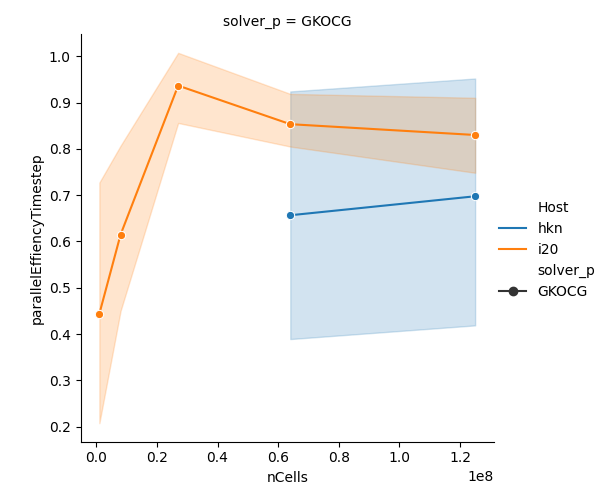 solver_p = GKOCG
1.0
0.9
0.8
0.7
0.6
0.5
0.4
0.3
0.2
parallelEffiencyTimestep
0.0 0.2 0.4 0.6 0.8 1.0 1.2
1e8
nCells
Host
hkn
i20
solver_p
GKOCG